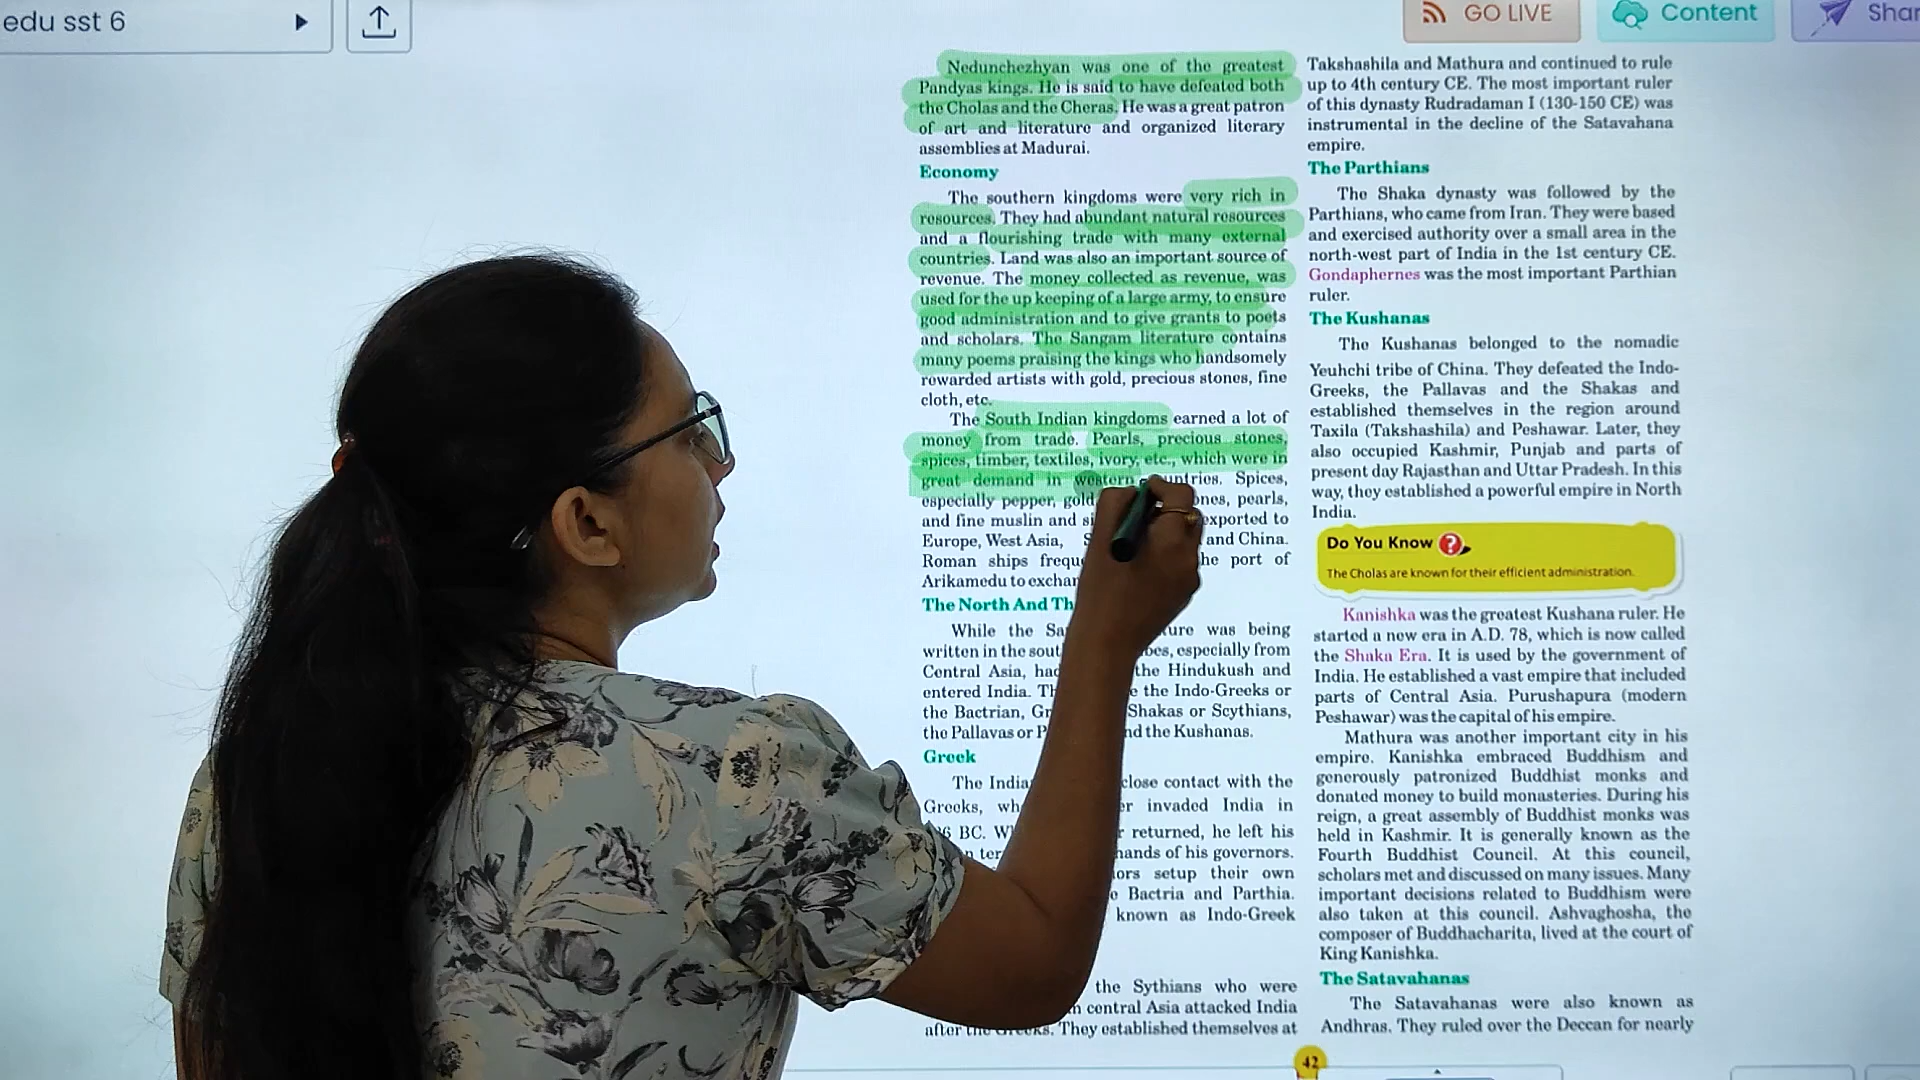 edu sst 6
GO LIVE
Content
Shar
Nedunchezhyan was one of the greatest
Pandyas kings. He is said to have defeated both
the Cholas and the Cheras. He was a great patron
of art and literature and organized literary
assemblies at Madurai.
Economy
The southern kingdoms were very rich in
resources. They had abundant natural resources
and a flourishing trade with many external
countries. Land was also an important source of
revenue. The money collected as revenue, was
used for the up keeping of a large army, to ensure
good administration and to give grants to poets
and scholars. The Sangam literature contains
many poems praising the kings who handsomely
rewarded artists with gold, precious stones, fine
cloth, etc.
The South Indian kingdoms earned a lot of
money from trade. Pearls, precious stones,
spices, timber, textiles, ivory, etc., which were in
great demand in western countries. Spices,
especially pepper, gold ones, pearls,
and fine muslin and si exported to
Europe, West Asia, S and China.
Roman ships frequ he port of
Arikamedu to exchan
The North And Th
While the Sa ture was being
written in the sout bes, especially from
Central Asia, had the Hindukush and
entered India. Th e the Indo-Greeks or
the Bactrian, Gr Shakas or Scythians,
the Pallavas or P nd the Kushanas.
Greek
The India close contact with the
Greeks, wh er invaded India in
6 BC. W r returned, he left his
n ter hands of his governors.
ors setup their own
e Bactria and Parthia.
known as Indo-Greek
the Sythians who were
n central Asia attacked India
after the Greeks. They established themselves at
Takshashila and Mathura and continued to rule
up to 4th century CE. The most important ruler
of this dynasty Rudradaman I (130-150 CE) was
instrumental in the decline of the Satavahana
empire.
The Parthians
The Shaka dynasty was followed by the
Parthians, who came from Iran. They were based
and exercised authority over a small area in the
north-west part of India in the 1st century CE.
Gondaphernes was the most important Parthian
ruler.
The Kushanas
The Kushanas belonged to the nomadic
Yeuhchi tribe of China. They defeated the Indo-
Greeks, the Pallavas and the Shakas and
established themselves in the region around
Taxila (Takshashila) and Peshawar. Later, they
also occupied Kashmir, Punjab and parts of
present day Rajasthan and Uttar Pradesh. In this
way, they established a powerful empire in North
India.
Do You Know ?
The Cholas are known for their efficient administration.
Kanishka was the greatest Kushana ruler. He
started a new era in A.D. 78, which is now called
the Shaka Era. It is used by the government of
India. He established a vast empire that included
parts of Central Asia. Purushapura (modern
Peshawar) was the capital of his empire.
Mathura was another important city in his
empire. Kanishka embraced Buddhism and
generously patronized Buddhist monks and
donated money to build monasteries. During his
reign, a great assembly of Buddhist monks was
held in Kashmir. It is generally known as the
Fourth Buddhist Council. At this council,
scholars met and discussed on many issues. Many
important decisions related to Buddhism were
also taken at this council. Ashvaghosha, the
composer of Buddhacharita, lived at the court of
King Kanishka.
The Satavahanas
The Satavahanas were also known as
Andhras. They ruled over the Deccan for nearly
42